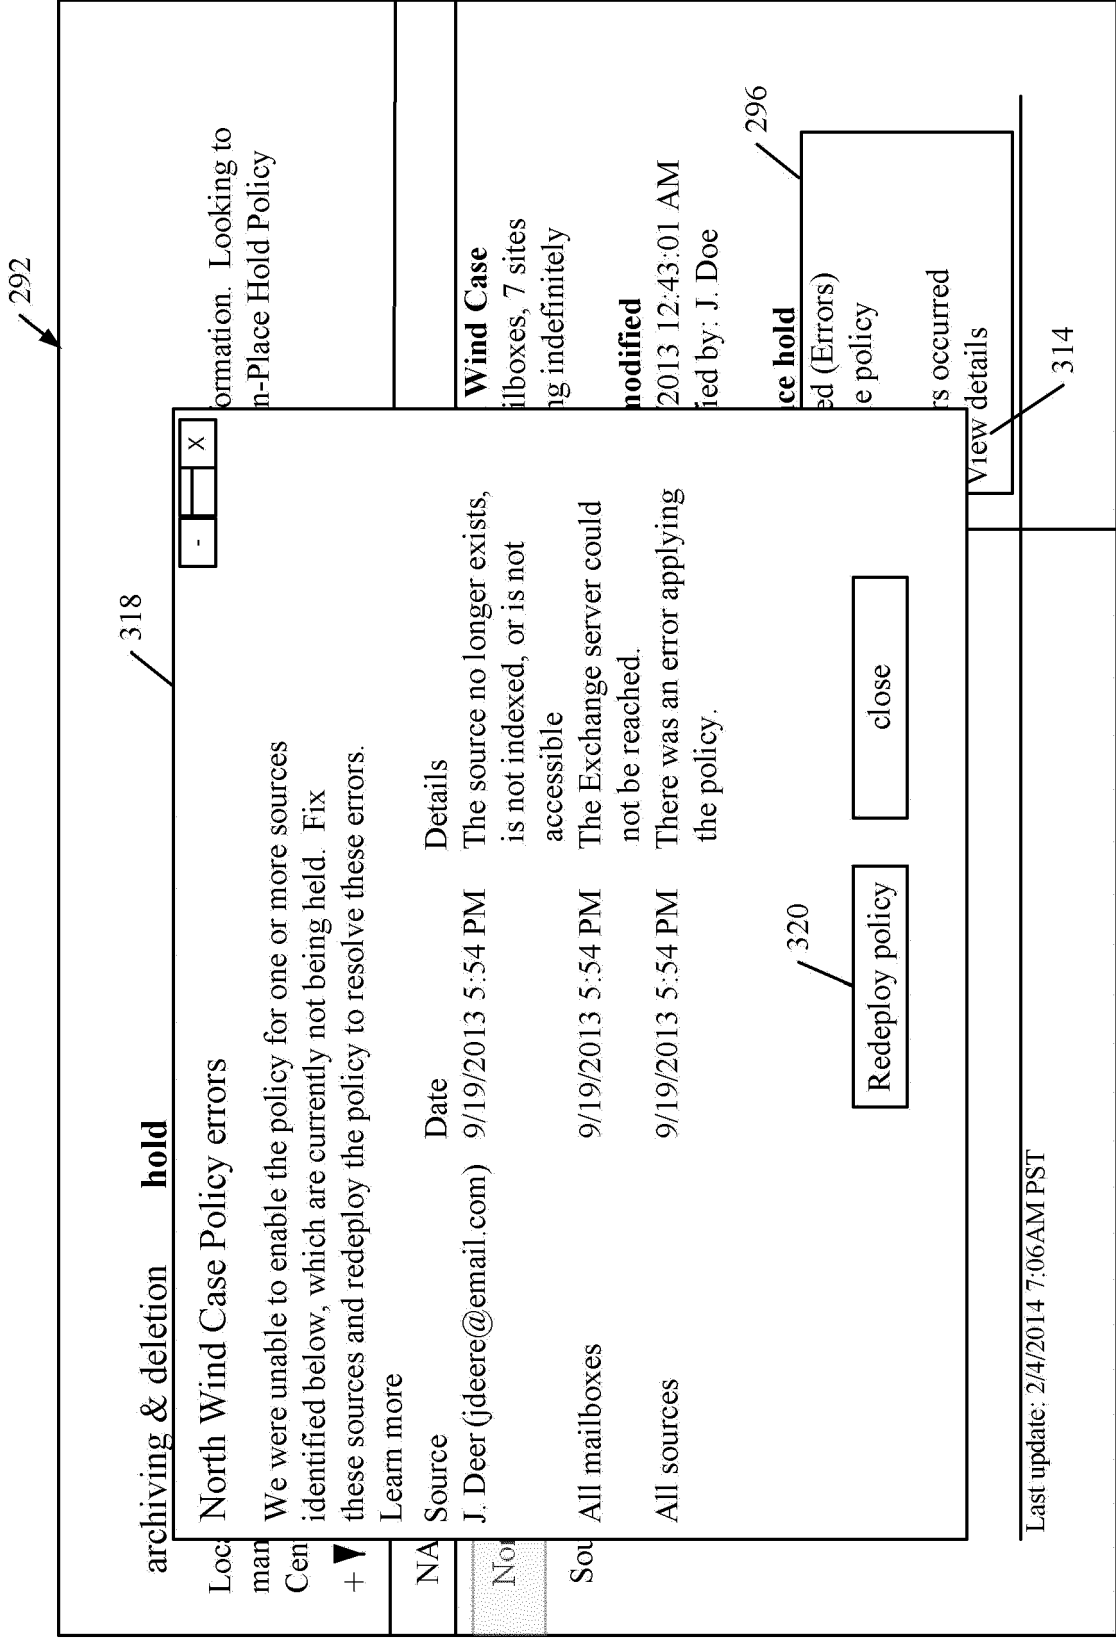 292
archiving & deletion hold
318
- X
Loc
ormation. Looking to
North Wind Case Policy errors
man
n-Place Hold Policy
We were unable to enable the policy for one or more sources
Cen
identified below, which are currently not being held. Fix
+
these sources and redeploy the policy to resolve these errors.
Learn more
NA
Source Date Details
Wind Case
J. Deer (jdeere@email.com) 9/19/2013 5:54 PM The source no longer exists,
ilboxes, 7 sites
Nor
is not indexed, or is not
ng indefinitely
accessible
Sou
All mailboxes 9/19/2013 5:54 PM The Exchange server could
not be reached.
nodified
All sources 9/19/2013 5:54 PM There was an error applying
2013 12:43:01 AM
the policy.
ied by: J. Doe
296
ce hold
320
ed (Errors)
Redeploy policy close
e policy
rs occurred
View details
314
Last update: 2/4/2014 7:06AM PST